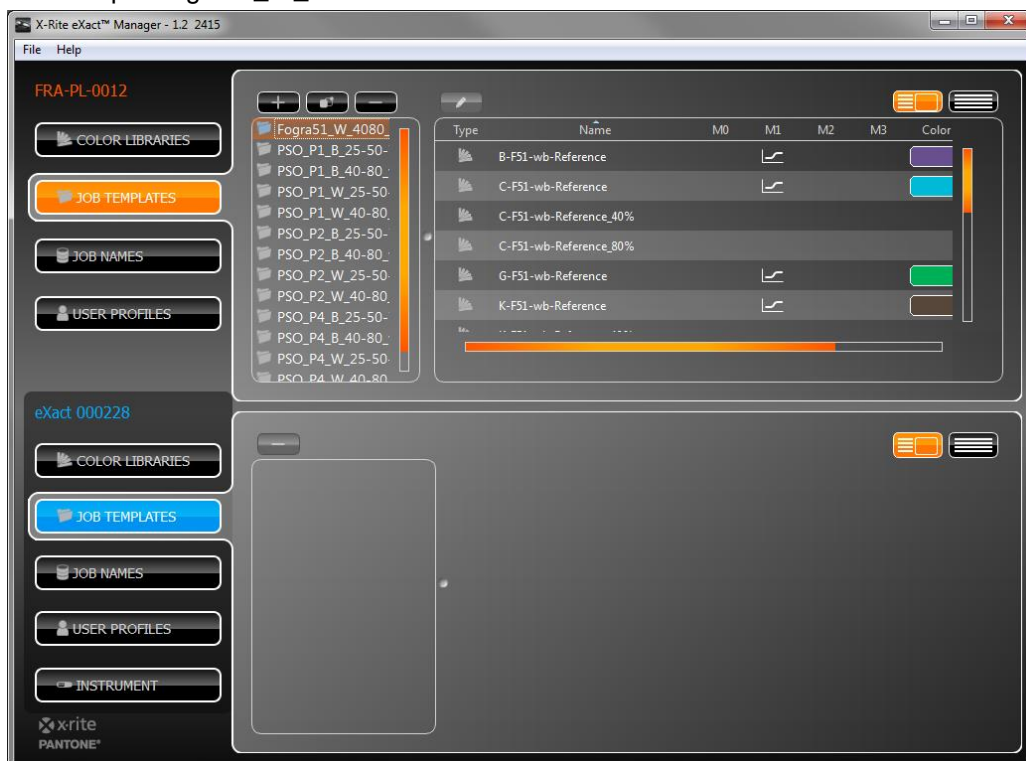 X-Rite eXact™ Manager - 1.2 2415
File Help
FRA-PL-0012
COLOR LIBRARIES
JOB TEMPLATES
JOB NAMES
USER PROFILES
Fogra51_W_4080_
PSO_P1_B_25-50-
PSO_P1_B_40-80_
PSO_P1_W_25-50-
PSO_P1_W_40-80_
PSO_P2_B_25-50-
PSO_P2_B_40-80_
PSO_P2_W_25-50-
PSO_P2_W_40-80_
PSO_P4_B_25-50-
PSO_P4_B_40-80_
PSO_P4_W_25-50-
PSO_P4_W_40-80
Type Name M0 M1 M2 M3 Color
B-F51-wb-Reference
C-F51-wb-Reference
C-F51-wb-Reference_40%
C-F51-wb-Reference_80%
G-F51-wb-Reference
K-F51-wb-Reference
eXact 000228
COLOR LIBRARIES
JOB TEMPLATES
JOB NAMES
USER PROFILES
INSTRUMENT
x·rite
PANTONE®